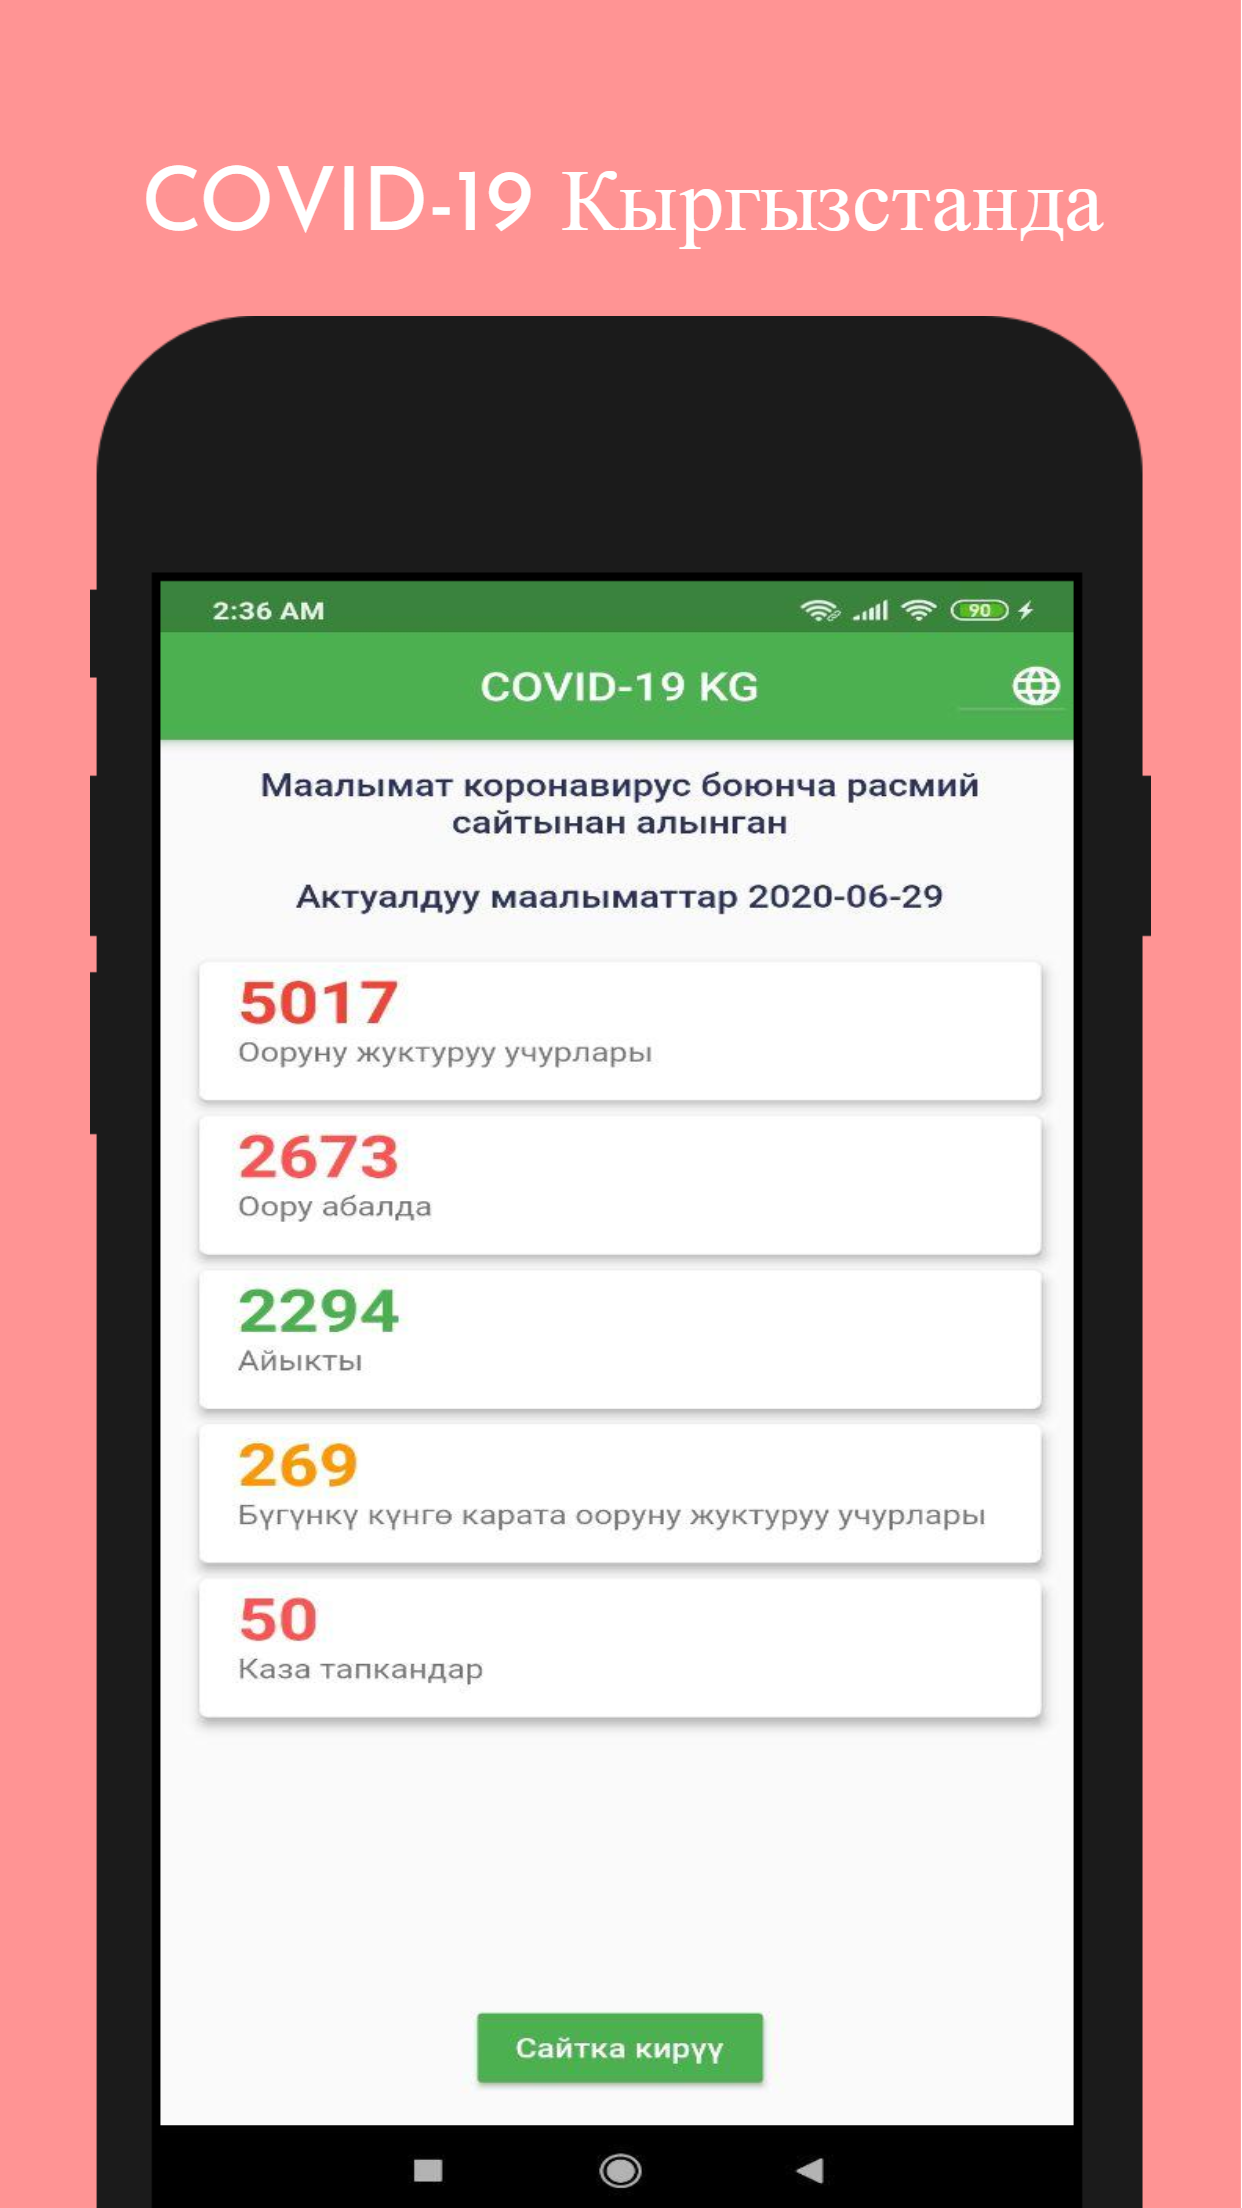 COVID-19 Кыргызстанда
2:36 AM
90
COVID-19 KG
Маалымат коронавирус боюнча расмий
сайтынан алынган
Актуалдуу маалыматтар 2020-06-29
5017
Ооруну жуктуруу учурлары
2673
Оору абалда
2294
Айыкты
269
Бүгүнкү күнгө карата ооруну жуктуруу учурлары
50
Каза тапкандар
Сайтка кирүү